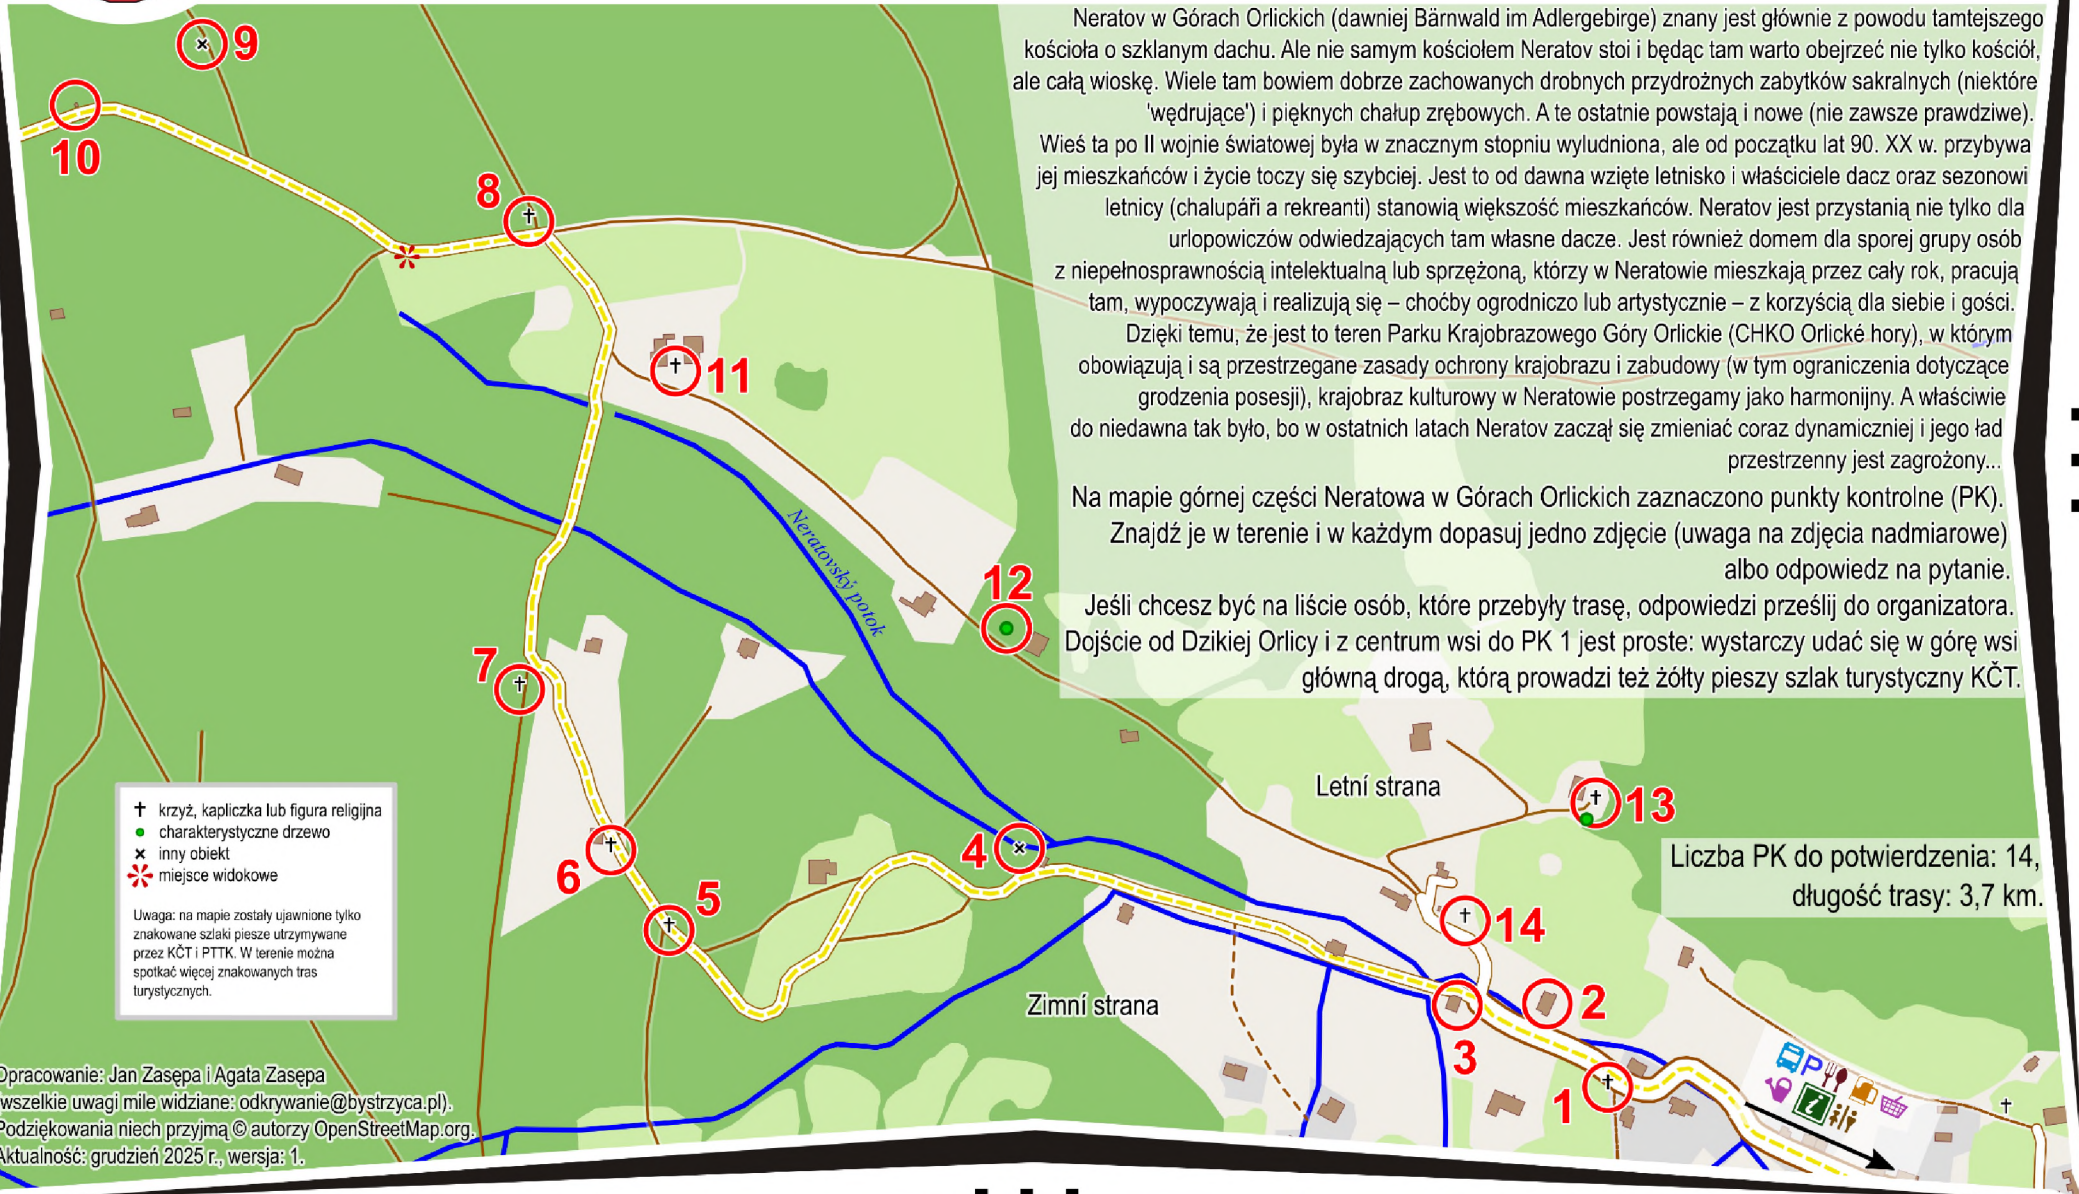 Neratov w Górach Orlickich (dawniej Bärnwald im Adlergebirge) znany jest głównie z powodu tamtejszego
kościoła o szklanym dachu. Ale nie samym kościołem Neratov stoi i będąc tam warto obejrzeć nie tylko kościół,
ale całą wioskę. Wiele tam bowiem dobrze zachowanych drobnych przydrożnych zabytków sakralnych (niektóre
'wędrujące') i pięknych chałup zrębowych. A te ostatnie powstają i nowe (nie zawsze prawdziwe).
Wieś ta po II wojnie światowej była w znacznym stopniu wyludniona, ale od początku lat 90. XX w. przybywa
jej mieszkańców i życie toczy się szybciej. Jest to od dawna wzięte letnisko i właściciele dacz oraz sezonowi
letnicy (chalupáři a rekreanti) stanowią większość mieszkańców. Neratov jest przystanią nie tylko dla
urlopowiczów odwiedzających tam własne dacze. Jest również domem dla sporej grupy osób
z niepełnosprawnością intelektualną lub sprzężoną, którzy w Neratowie mieszkają przez cały rok, pracują
tam, wypoczywają i realizują się – choćby ogrodniczo lub artystycznie – z korzyścią dla siebie i gości.
Dzięki temu, że jest to teren Parku Krajobrazowego Góry Orlickie (CHKO Orlické hory), w którym
obowiązują i są przestrzegane zasady ochrony krajobrazu i zabudowy (w tym ograniczenia dotyczące
grodzenia posesji), krajobraz kulturowy w Neratowie postrzegamy jako harmonijny. A właściwie
do niedawna tak było, bo w ostatnich latach Neratov zaczął się zmieniać coraz dynamiczniej i jego ład
przestrzenny jest zagrożony...
Na mapie górnej części Neratowa w Górach Orlickich zaznaczono punkty kontrolne (PK).
Znajdź je w terenie i w każdym dopasuj jedno zdjęcie (uwaga na zdjęcia nadmiarowe)
albo odpowiedz na pytanie.
Jeśli chcesz być na liście osób, które przebyły trasę, odpowiedzi prześlij do organizatora.
Dojście od Dzikiej Orlicy i z centrum wsi do PK 1 jest proste: wystarczy udać się w górę wsi
główną drogą, którą prowadzi też żółty pieszy szlak turystyczny KČT.
9
10
8
11
Neratovský potok
12
7
Letní strana
13
Liczba PK do potwierdzenia: 14,
długość trasy: 3,7 km.
4
6
5
14
Zimní strana
2
3
1
P
i
krzyż, kapliczka lub figura religijna
charakterystyczne drzewo
inny obiekt
miejsce widokowe
Uwaga: na mapie zostały ujawnione tylko
znakowane szlaki piesze utrzymywane
przez KČT i PTTK. W terenie można
spotkać więcej znakowanych tras
turystycznych.
Opracowanie: Jan Zasępa i Agata Zasępa
wszelkie uwagi mile widziane: odkrywanie@bystrzyca.pl).
Podziękowania niech przyjmą © autorzy OpenStreetMap.org.
Aktualność: grudzień 2025 r., wersja: 1.